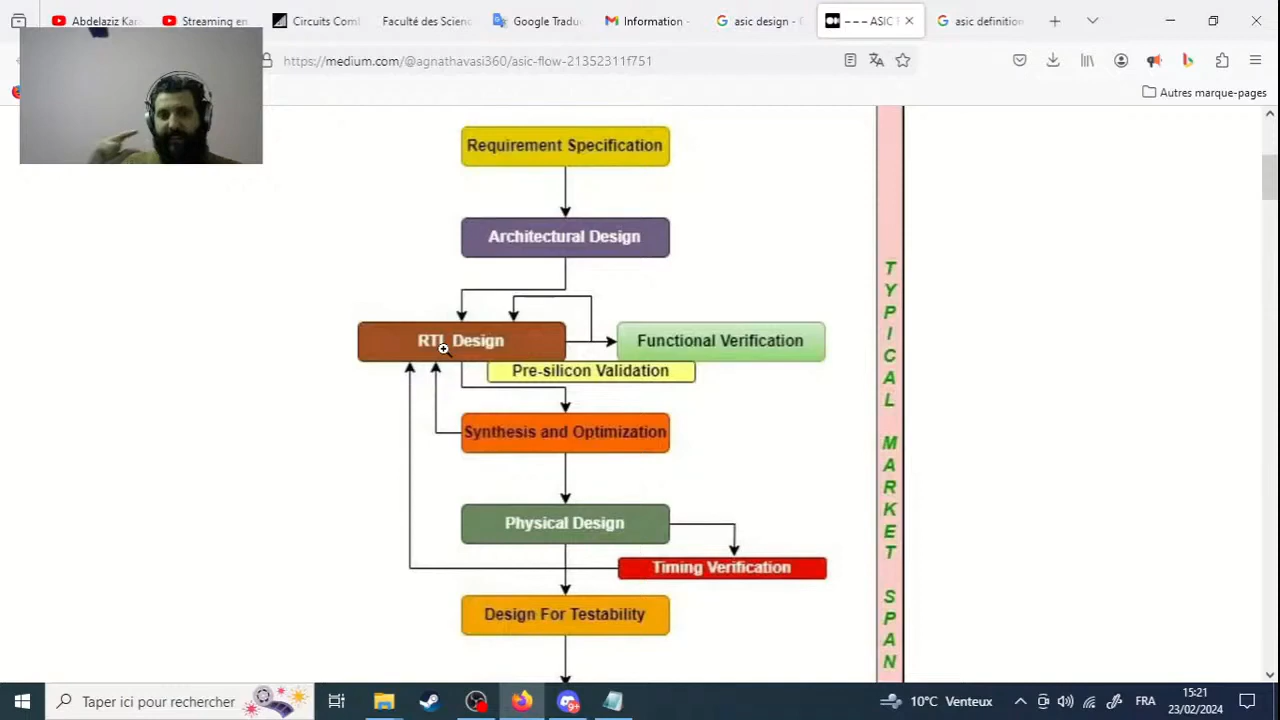 Abdelaziz Kar
Streaming en
Circuits Coml
Faculté des Scien
Google Tradu
Information -
asic design - G
– – – ASIC F
asic definition
https://medium.com/@agnathavasi360/asic-flow-21352311f751
Autres marque-pages
Requirement Specification
Architectural Design
RTL Design
Functional Verification
Pre-silicon Validation
Synthesis and Optimization
Physical Design
Timing Verification
Design For Testability
TYPICAL MARKET SPAN
Taper ici pour rechercher
10°C Venteux
FRA
15:21
23/02/2024